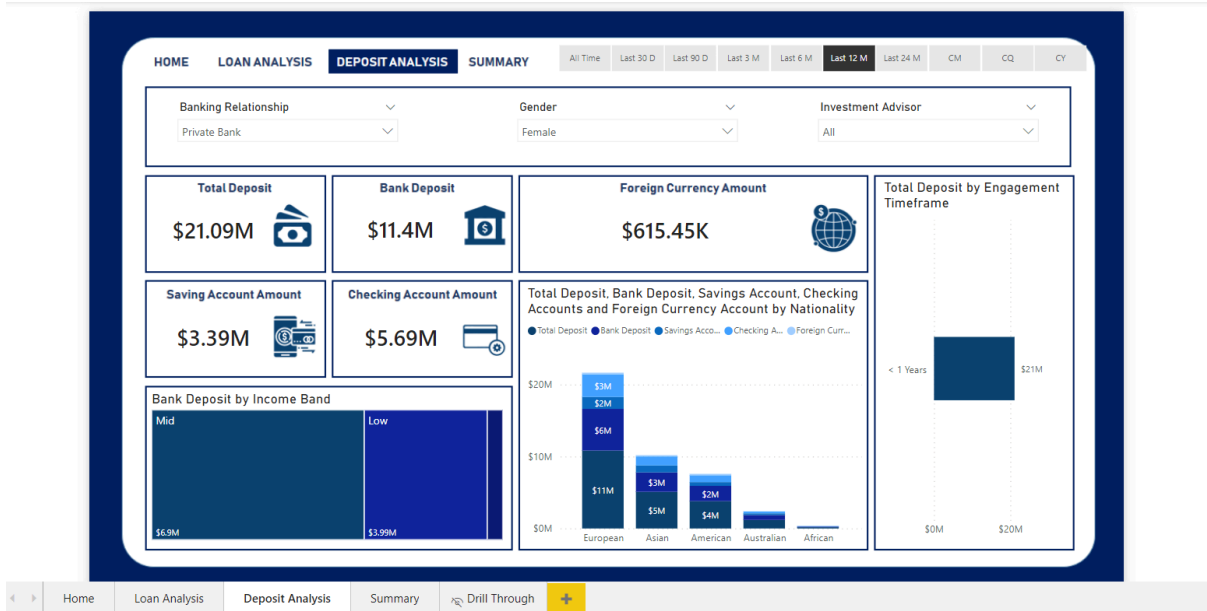 HOME LOAN ANALYSIS DEPOSIT ANALYSIS SUMMARY All Time Last 30 D Last 90 D Last 3 M Last 6 M Last 12 M Last 24 M CM CQ CY
Banking Relationship Gender Investment Advisor
Private Bank Female All
Total Deposit
$21.09M
Bank Deposit
$11.4M
Foreign Currency Amount
$615.45K
$
Total Deposit by Engagement
Timeframe
< 1 Years $21M
$0M $20M
Saving Account Amount
$3.39M
Checking Account Amount
$5.69M
Total Deposit, Bank Deposit, Savings Account, Checking
Accounts and Foreign Currency Account by Nationality
Total Deposit Bank Deposit Savings Acco... Checking A... Foreign Curr...
$20M
$10M
$0M
$3M
$2M
$6M
$11M
$3M
$5M
$2M
$4M
European Asian American Australian African
Bank Deposit by Income Band
Mid Low
$6.9M $3.99M
Home Loan Analysis Deposit Analysis Summary Drill Through +